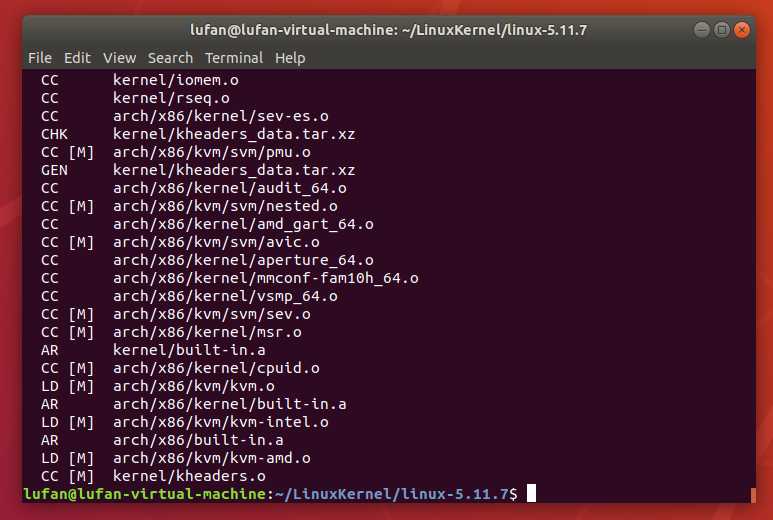 lufan@lufan-virtual-machine: ~/LinuxKernel/linux-5.11.7
File Edit View Search Terminal Help
CC kernel/iomem.o
CC kernel/rseq.o
CC arch/x86/kernel/sev-es.o
CHK kernel/kheaders_data.tar.xz
CC [M] arch/x86/kvm/svm/pmu.o
GEN kernel/kheaders_data.tar.xz
CC arch/x86/kernel/audit_64.o
CC [M] arch/x86/kvm/svm/nested.o
CC arch/x86/kernel/amd_gart_64.o
CC [M] arch/x86/kvm/svm/avic.o
CC arch/x86/kernel/aperture_64.o
CC arch/x86/kernel/mmconf-fam10h_64.o
CC arch/x86/kernel/vsmp_64.o
CC [M] arch/x86/kvm/svm/sev.o
CC [M] arch/x86/kernel/msr.o
AR kernel/built-in.a
CC [M] arch/x86/kernel/cpuid.o
LD [M] arch/x86/kvm/kvm.o
AR arch/x86/kernel/built-in.a
LD [M] arch/x86/kvm/kvm-intel.o
AR arch/x86/built-in.a
LD [M] arch/x86/kvm/kvm-amd.o
CC [M] kernel/kheaders.o
lufan@lufan-virtual-machine:~/LinuxKernel/linux-5.11.7$